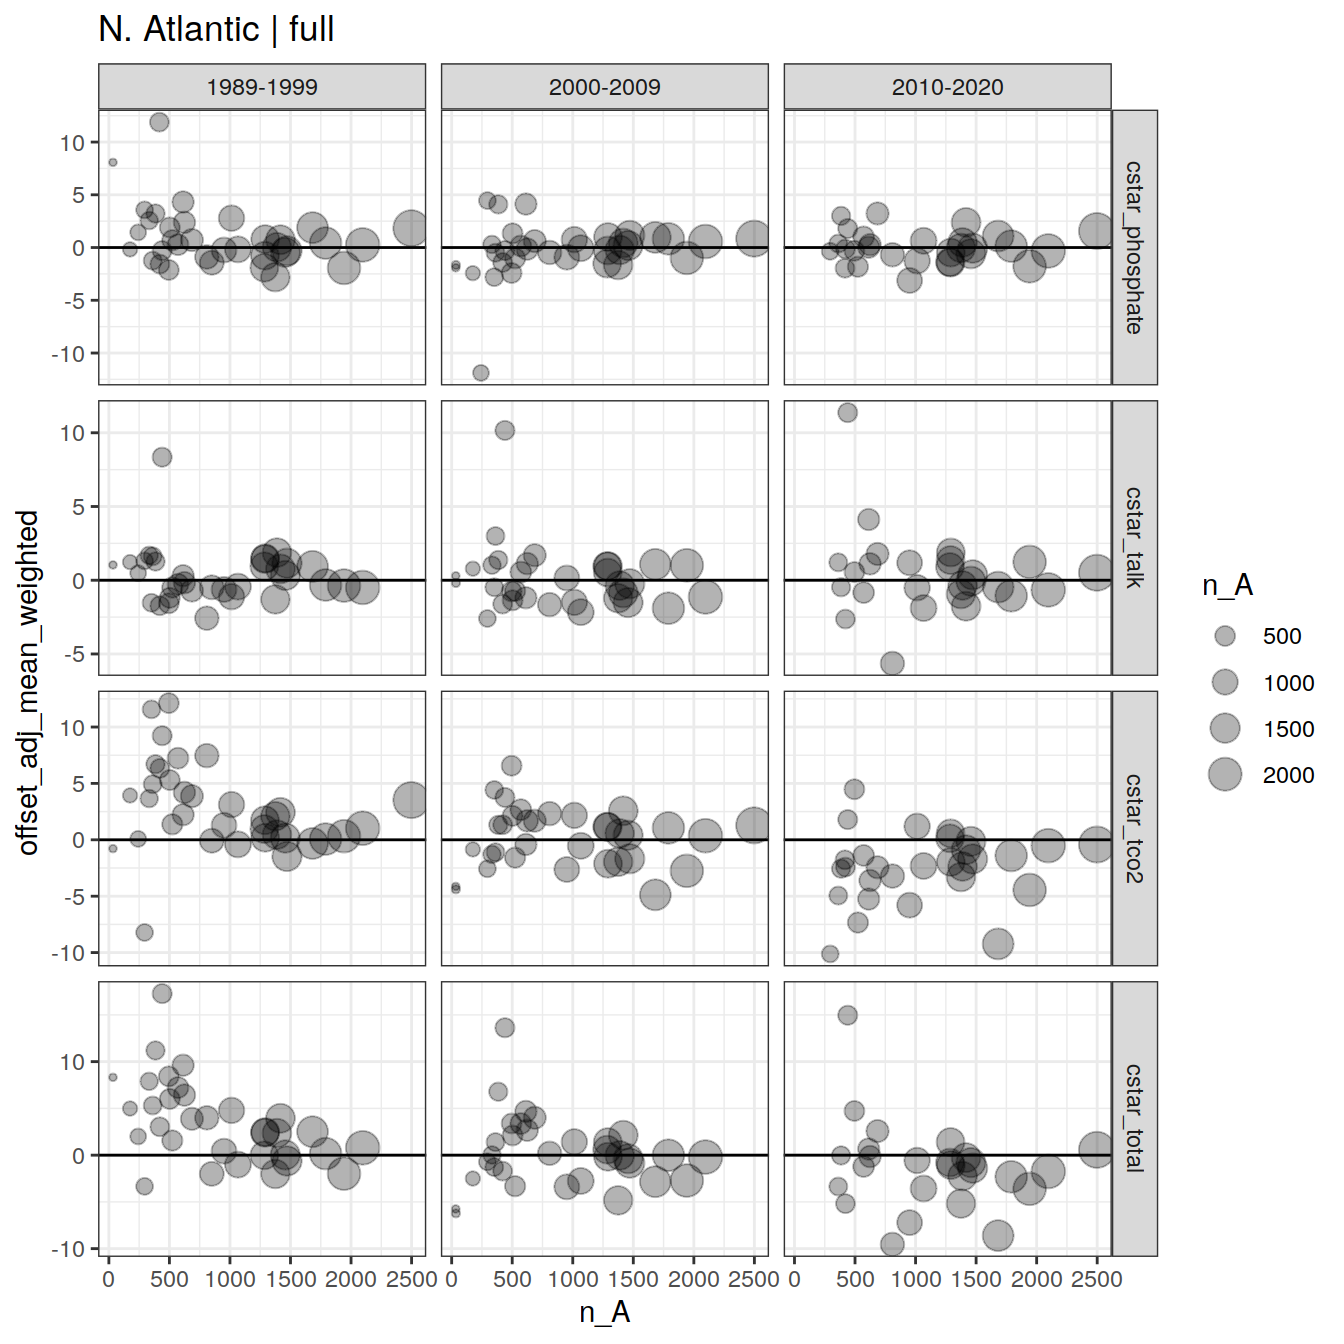 N. Atlantic | full
1989-1999 2000-2009 2010-2020
10
5
0
-5
-10
cstar_phosphate
10
5
0
-5
cstar_talk
10
5
0
-5
-10
cstar_tco2
10
0
-10
cstar_total
0 500 1000 1500 2000 2500 0 500 1000 1500 2000 2500 0 500 1000 1500 2000 2500
n_A
offset_adj_mean_weighted
n_A
500
1000
1500
2000